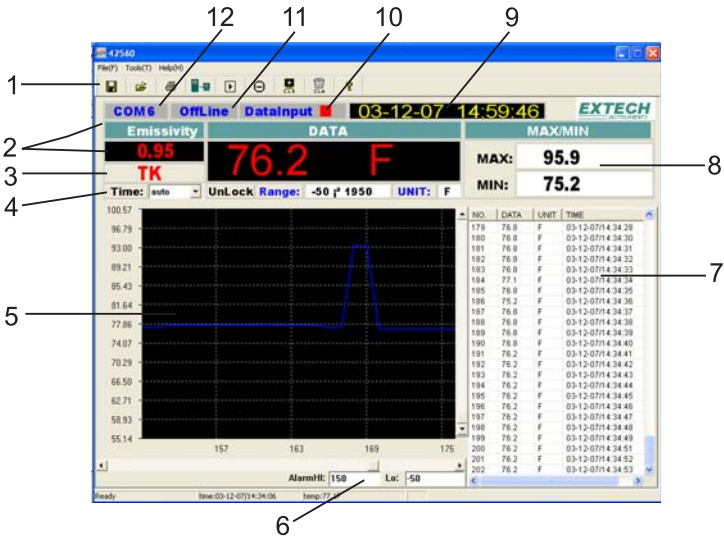 12 11 10 9
47560
File(F) Tools(T) Help(H)
1
CLR CLR ?
COM 6 OffLine DataInput 03-12-07 14:59:46 EXTECH
INSTRUMENTS
Emissivity DATA MAX/MIN
2
0.95 76.2 F MAX: 95.9
8
3
TK MIN: 75.2
4
Time: auto UnLock Range: -50 ¡ª 1950 UNIT: F
100.57
96.79
93.00
89.21
85.43
81.64
77.86
74.07
70.29
66.50
62.71
58.93
55.14
5
157 163 169 175
NO. DATA UNIT TIME
179 76.8 F 03-12-07/14:34:28
180 76.8 F 03-12-07/14:34:30
181 76.8 F 03-12-07/14:34:31
182 76.8 F 03-12-07/14:34:32
183 76.8 F 03-12-07/14:34:33
184 77.1 F 03-12-07/14:34:34
185 76.8 F 03-12-07/14:34:35
186 75.2 F 03-12-07/14:34:36
187 76.8 F 03-12-07/14:34:37
188 76.8 F 03-12-07/14:34:38
189 76.8 F 03-12-07/14:34:39
190 76.8 F 03-12-07/14:34:40
191 76.2 F 03-12-07/14:34:41
192 76.2 F 03-12-07/14:34:42
193 76.2 F 03-12-07/14:34:43
194 76.2 F 03-12-07/14:34:44
195 76.2 F 03-12-07/14:34:45
196 76.2 F 03-12-07/14:34:46
197 76.2 F 03-12-07/14:34:47
198 76.2 F 03-12-07/14:34:48
199 76.2 F 03-12-07/14:34:49
200 76.2 F 03-12-07/14:34:51
201 76.2 F 03-12-07/14:34:52
202 76.2 F 03-12-07/14:34:53
7
AlarmHI: 150 Lo: -50
6
Ready time:03-12-07/14:34:06